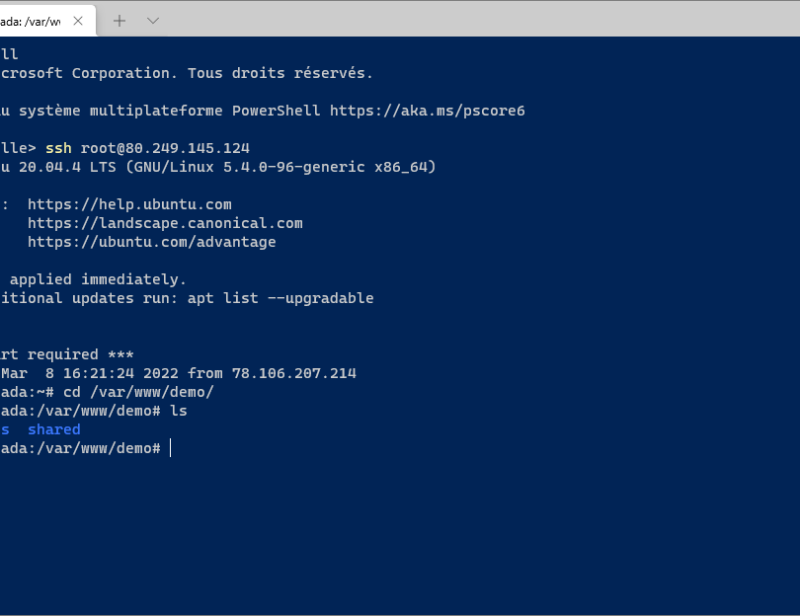 ada: /var/w
ll
crosoft Corporation. Tous droits réservés.
u système multiplateforme PowerShell https://aka.ms/pscore6
lle> ssh root@80.249.145.124
u 20.04.4 LTS (GNU/Linux 5.4.0-96-generic x86_64)
: https://help.ubuntu.com
https://landscape.canonical.com
https://ubuntu.com/advantage
applied immediately.
itional updates run: apt list --upgradable
rt required ***
Mar  8 16:21:24 2022 from 78.106.207.214
ada:~# cd /var/www/demo/
ada:/var/www/demo# ls
s  shared
ada:/var/www/demo#